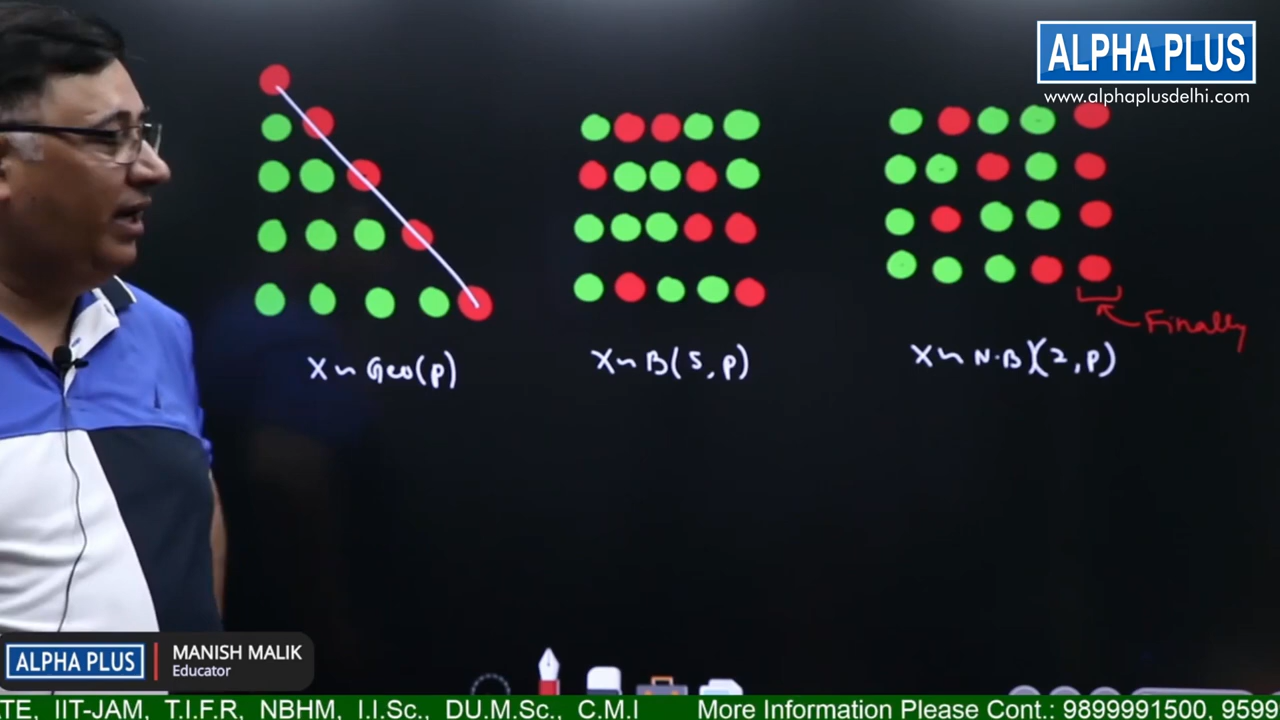 ALPHA PLUS
www.alphaplusdelhi.com
Finally
X ~ Geo(p)
X ~ B(5, p)
X ~ N.B)(2, p)
ALPHA PLUS
MANISH MALIK
Educator
TE, IIT-JAM, T.I.F.R, NBHM, I.I.Sc., DU.M.Sc., C.M.I More Information Please Cont.: 9899991500, 9599